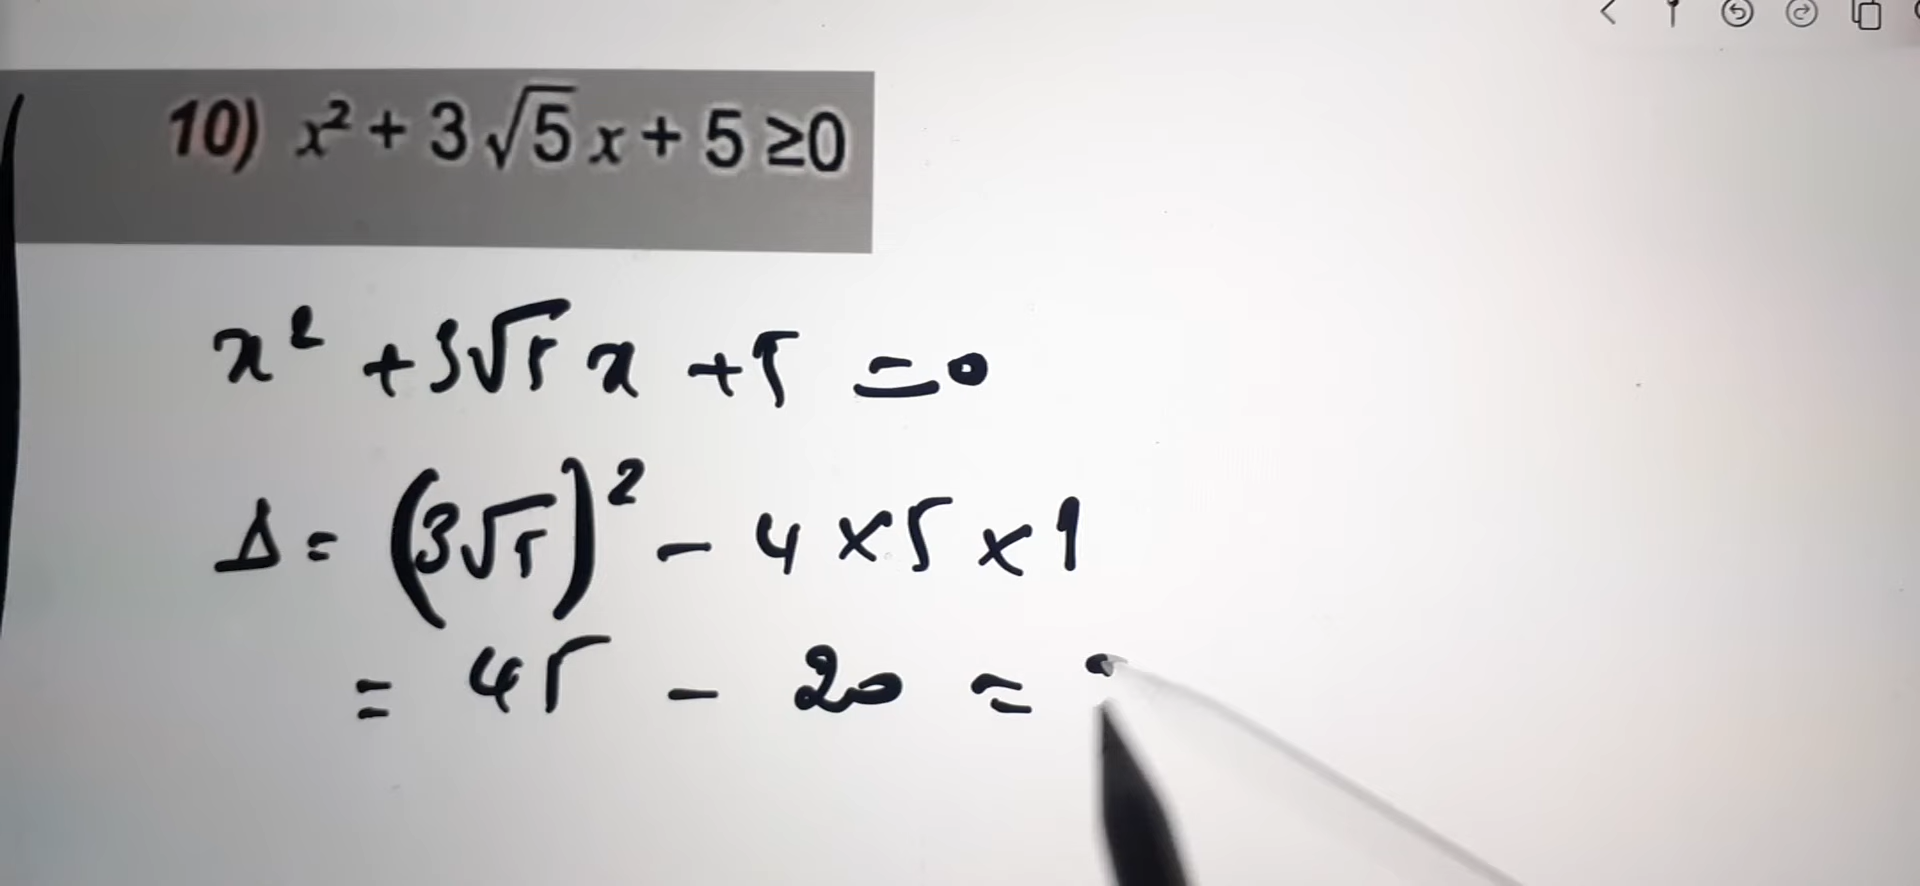 10) x² + 3√5 x + 5 ≥0
x² + 3√5 x + 5 = 0
Δ = (3√5)² - 4 × 5 × 1
= 45 - 20 =